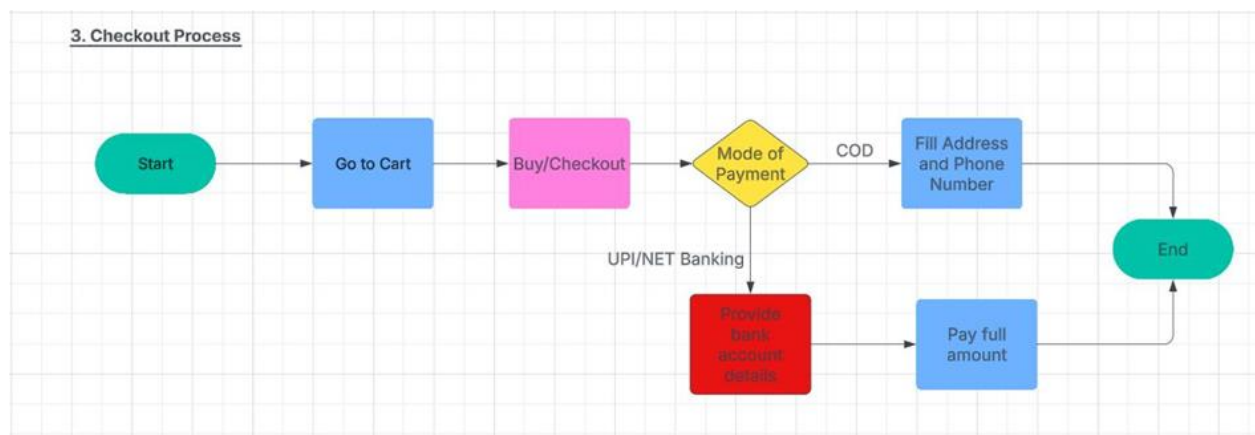 3. Checkout Process
Start
Go to Cart
Buy/Checkout
Mode of
Payment
COD
Fill Address
and Phone
Number
End
UPI/NET Banking
Provide
bank
account
details
Pay full
amount